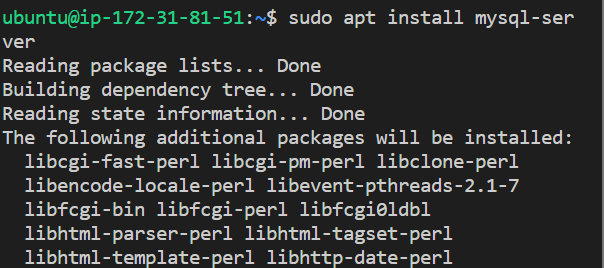 ubuntu@ip-172-31-81-51:~$ sudo apt install mysql-ser
ver
Reading package lists... Done
Building dependency tree... Done
Reading state information... Done
The following additional packages will be installed:
  libcgi-fast-perl libcgi-pm-perl libclone-perl
  libencode-locale-perl libevent-pthreads-2.1-7
  libfcgi-bin libfcgi-perl libfcgi0ldbl
  libhtml-parser-perl libhtml-tagset-perl
  libhtml-template-perl libhttp-date-perl